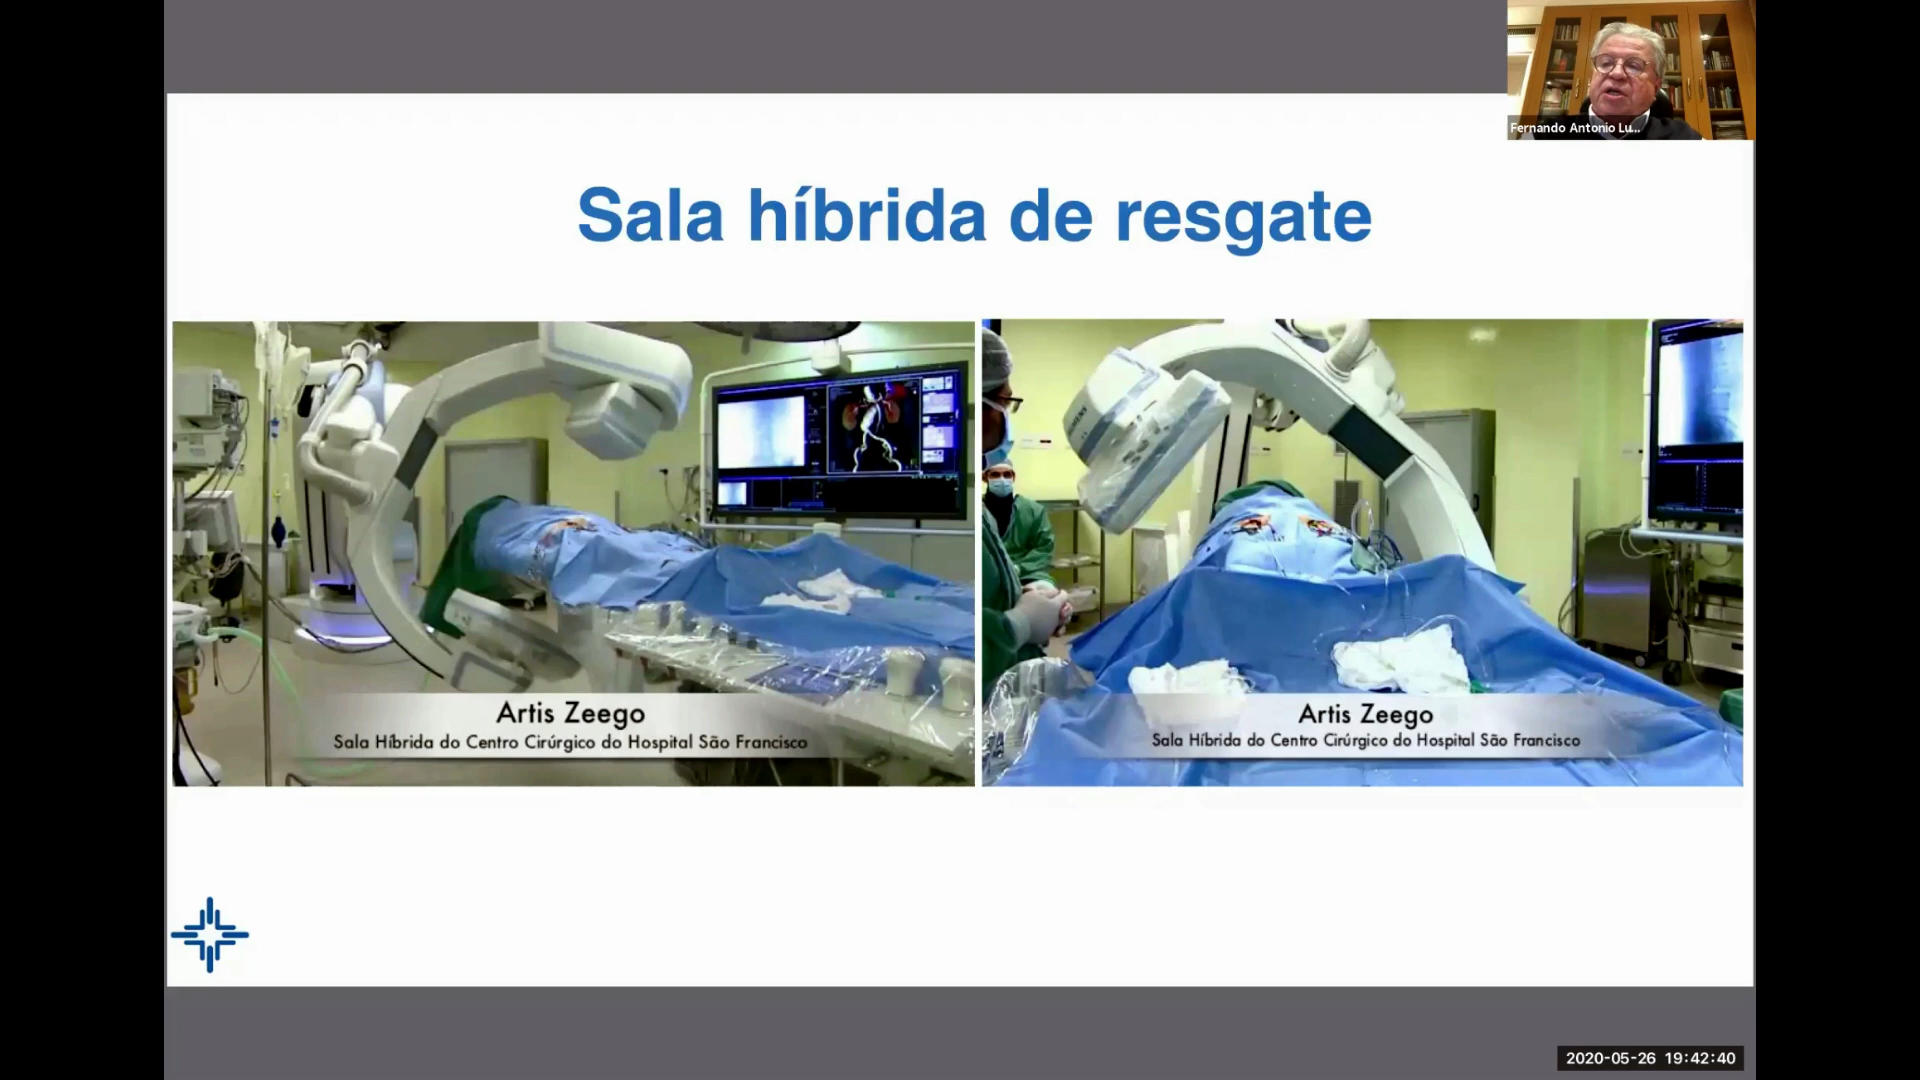 Fernando Antonio Lu...
Sala híbrida de resgate
Artis Zeego
Sala Híbrida do Centro Cirúrgico do Hospital São Francisco
Artis Zeego
Sala Híbrida do Centro Cirúrgico do Hospital São Francisco
2020-05-26 19:42:40